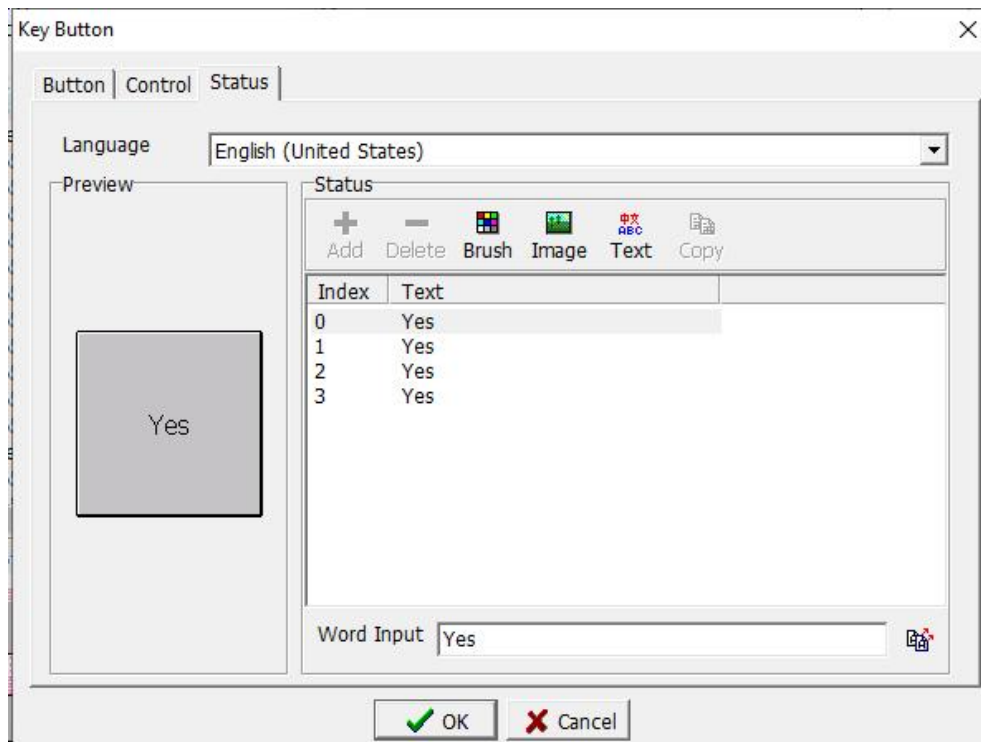 Key Button
Button Control Status
Language English (United States)
Preview
Status
Add Delete Brush Image Text Copy
Index Text
0 Yes
1 Yes
2 Yes
3 Yes
Yes
Word Input Yes
OK Cancel